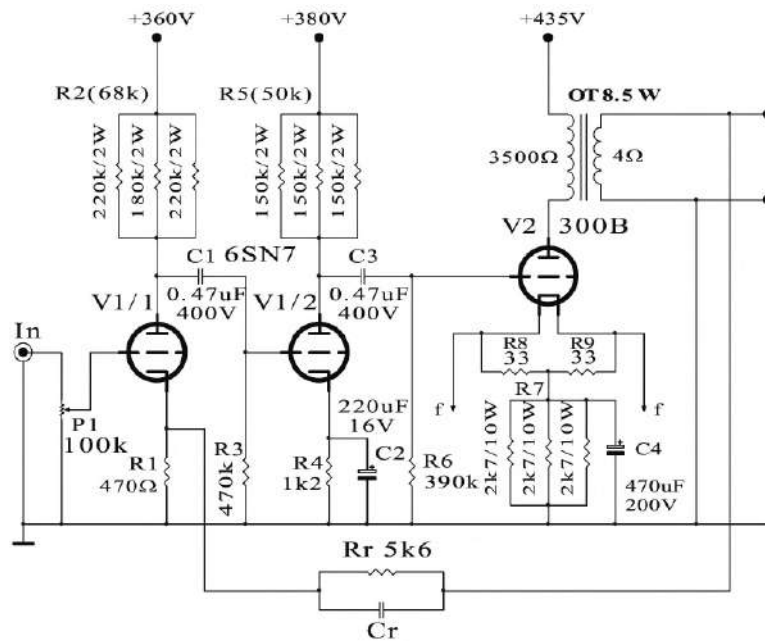 +360V
+380V
+435V
R2(68k)
R5(50k)
OT8.5W
220k/2W
180k/2W
220k/2W
150k/2W
150k/2W
150k/2W
3500Ω
4Ω
V2
300B
C1
6SN7
C3
V1/1
0.47uF
400V
V1/2
0.47uF
400V
In
R8
33
R9
33
R7
f
f
P1
100k
220uF
16V
2k7/10W
2k7/10W
2k7/10W
R1
470Ω
R3
470k
R4
1k2
C2
R6
390k
C4
470uF
200V
Rr 5k6
Cr